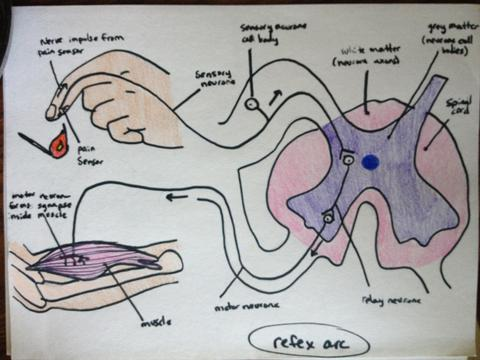 Nerve impulse from
pain sensor
sensory neurone
cell body
grey matter
(neurone cell
bodies)
white matter
(neurone axons)
Sensory
neurone
Spinal
cord
pain
Sensor
motor neuron
forms synapse
inside muscle
muscle
motor neurone
relay neurone
refex arc